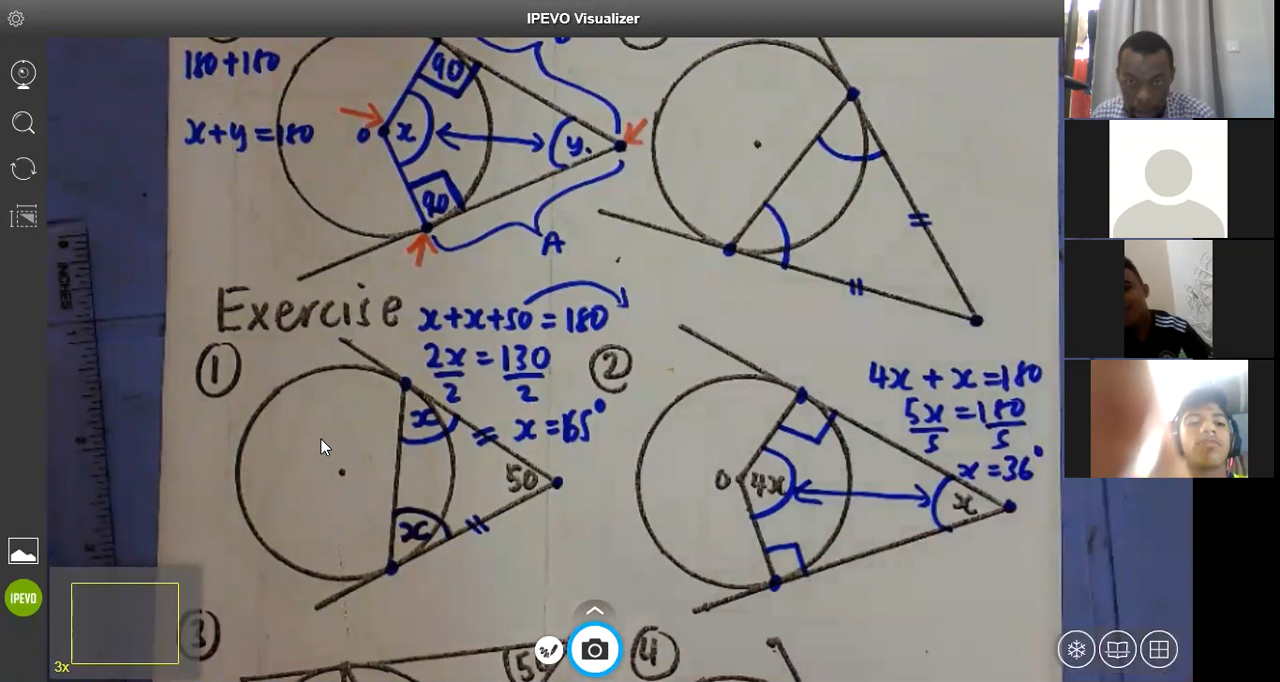 IPEVO Visualizer
180+180
x+y=180
90
o
x
y.
90
A
Exercise
x+x+50=180
①
2x = 130
2 2
x = 65°
x
=
50
x
②
4x + x = 180
5x = 180
5 5
x = 36°
O
4x
x
③
④
INCHES
IPEVO
3x